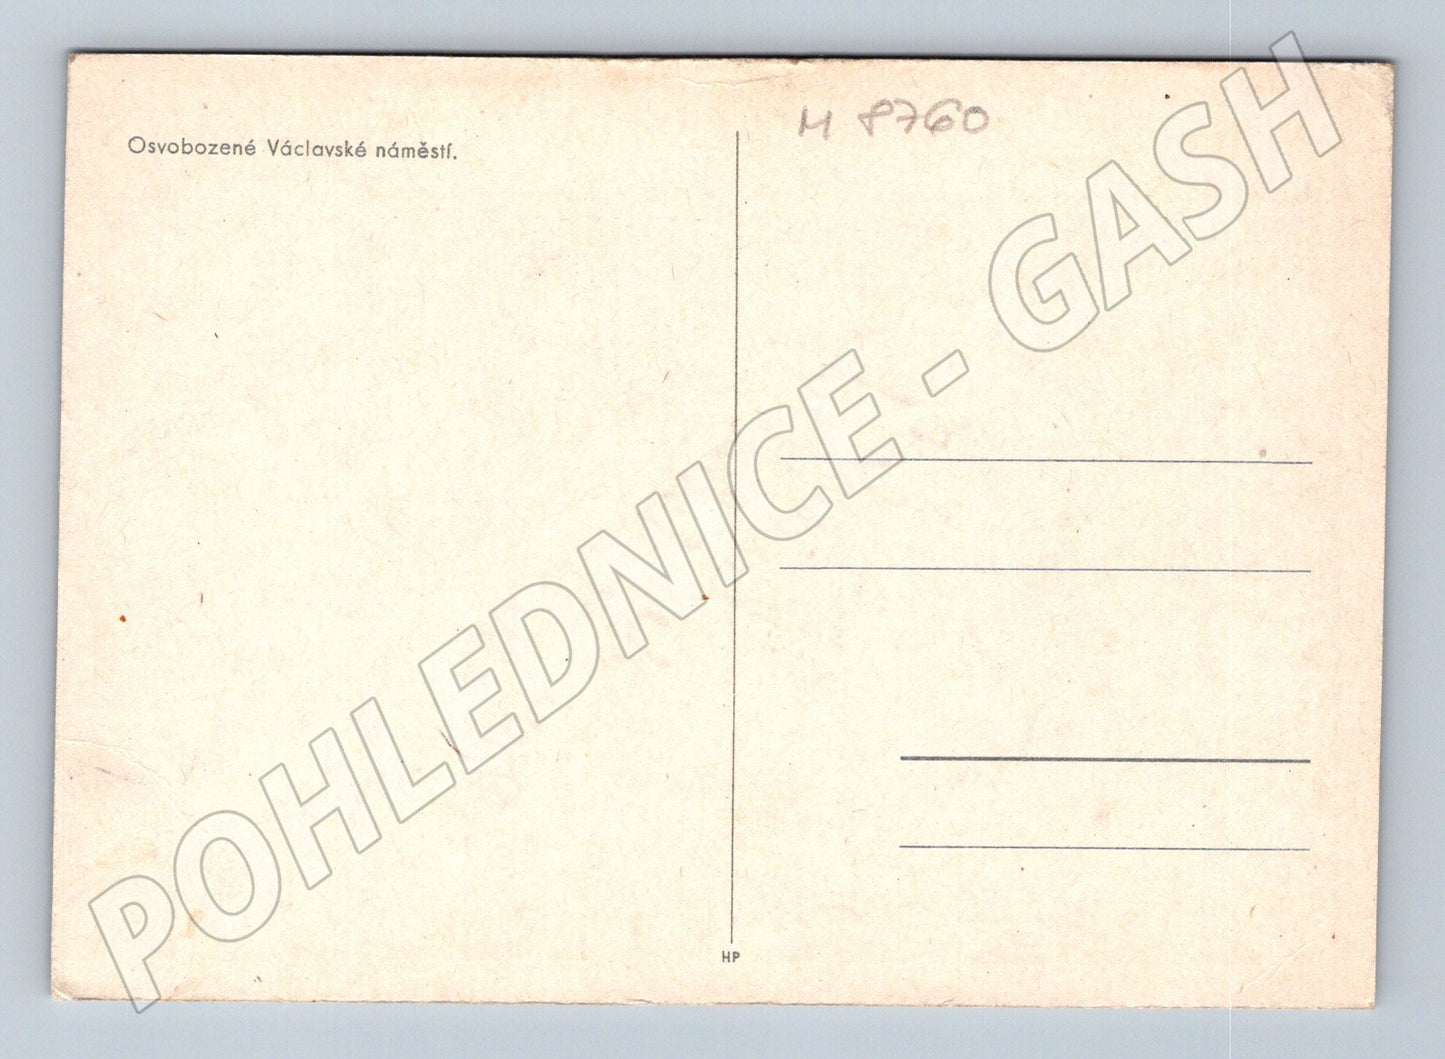 Osvobozené Václavské náměstí.
M 8760
POHLEDNICE - GASH
HP